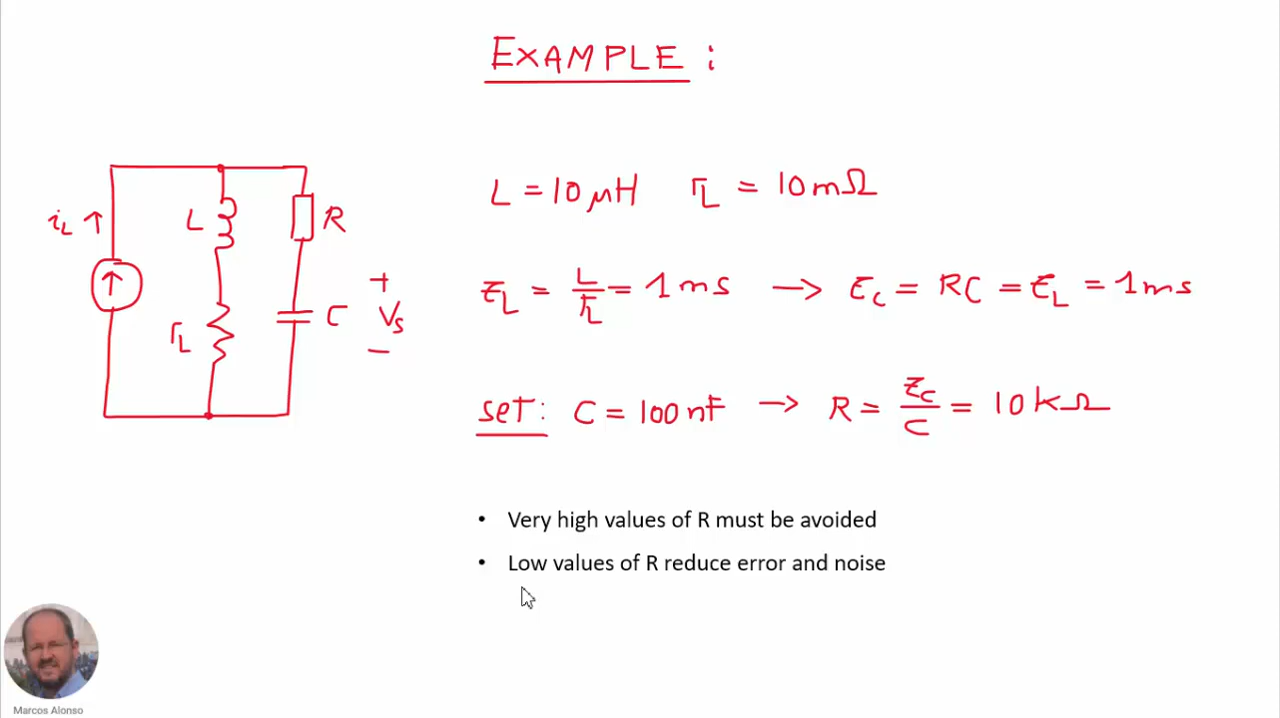 EXAMPLE:
L = 10 μH   rL = 10 mΩ
τL = L/rL = 1 ms → τC = RC = τL = 1 ms
set: C = 100 nF → R = τC/C = 10 kΩ
iL ↑
L
R
rL
C
+
Vs
−
• Very high values of R must be avoided
• Low values of R reduce error and noise
Marcos Alonso